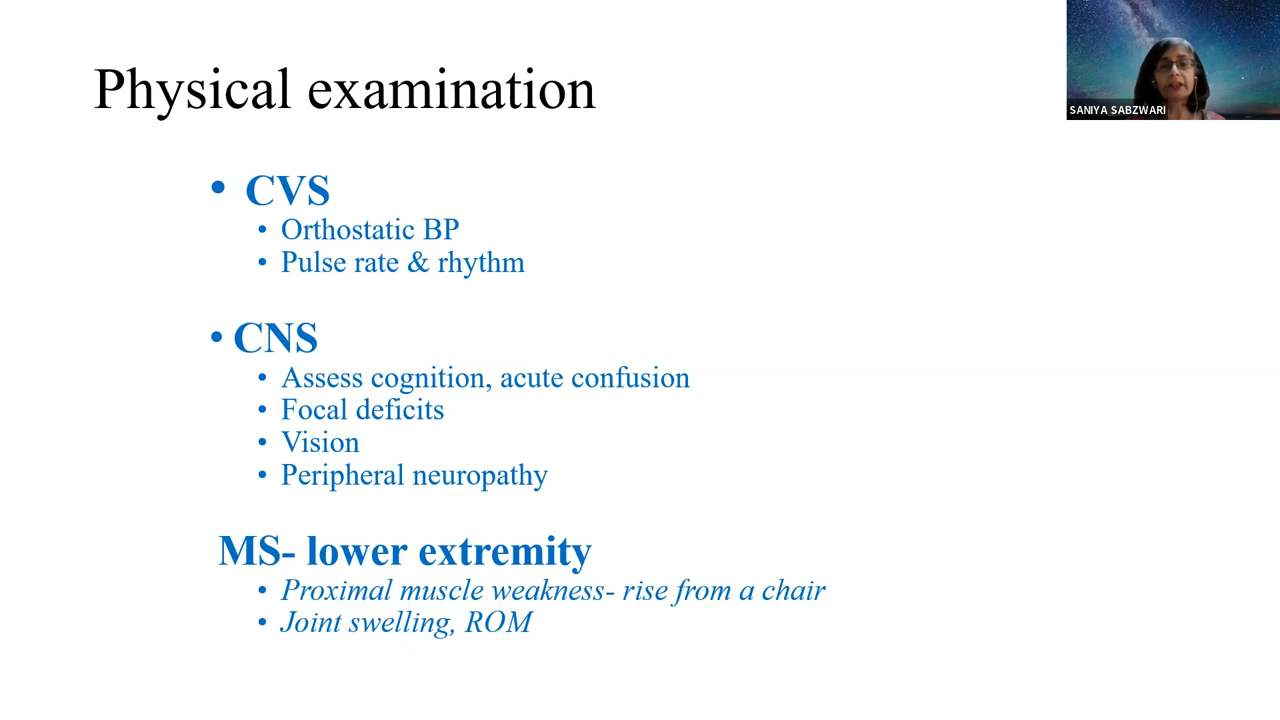 Physical examination
SANIYA SABZWARI
• CVS
• Orthostatic BP
• Pulse rate & rhythm
• CNS
• Assess cognition, acute confusion
• Focal deficits
• Vision
• Peripheral neuropathy
MS- lower extremity
• Proximal muscle weakness- rise from a chair
• Joint swelling, ROM